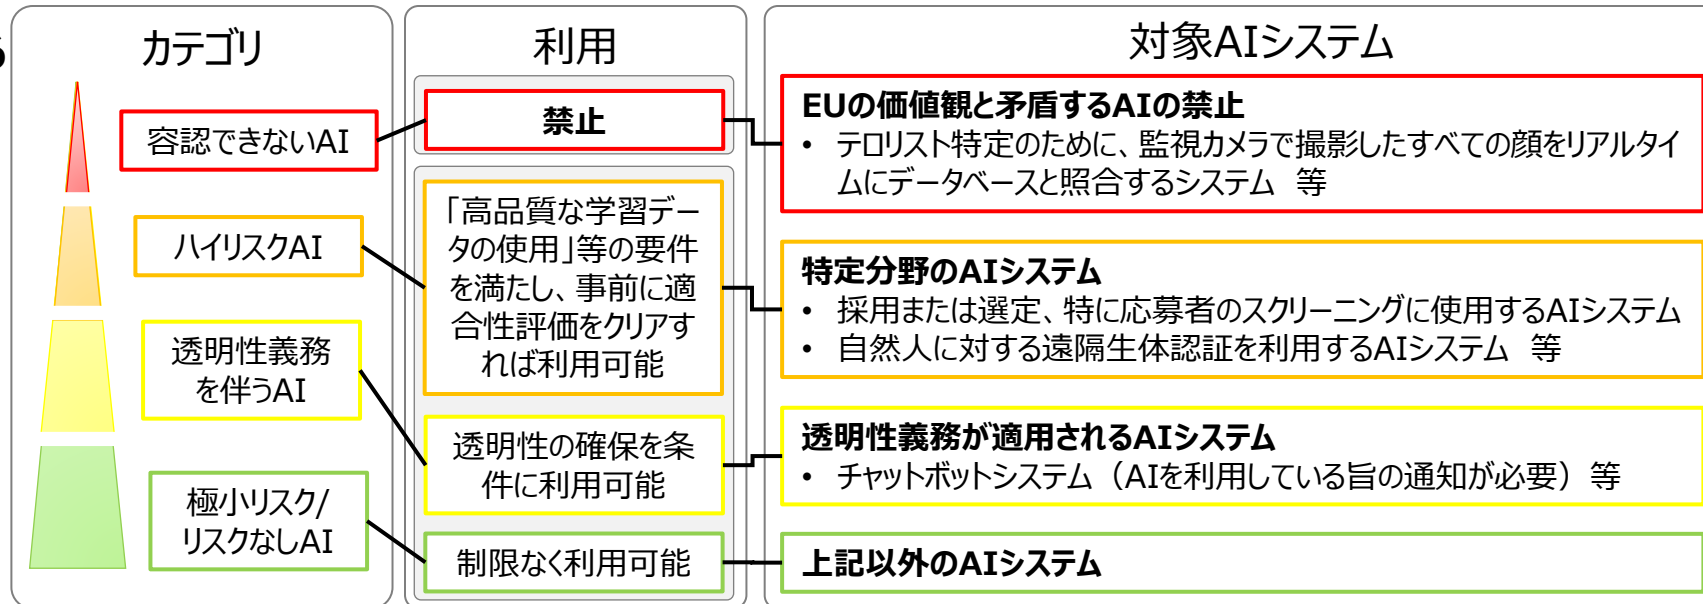 カテゴリ
利用
対象AIシステム
容認できないAI
禁止
EUの価値観と矛盾するAIの禁止
• テロリスト特定のために、監視カメラで撮影したすべての顔をリアルタイ
ムにデータベースと照合するシステム 等
ハイリスクAI
「高品質な学習デー
タの使用」等の要件
を満たし、事前に適
合性評価をクリアす
れば利用可能
特定分野のAIシステム
• 採用または選定、特に応募者のスクリーニングに使用するAIシステム
• 自然人に対する遠隔生体認証を利用するAIシステム 等
透明性義務
を伴うAI
透明性の確保を条
件に利用可能
透明性義務が適用されるAIシステム
• チャットボットシステム（AIを利用している旨の通知が必要）等
極小リスク/
リスクなしAI
制限なく利用可能
上記以外のAIシステム